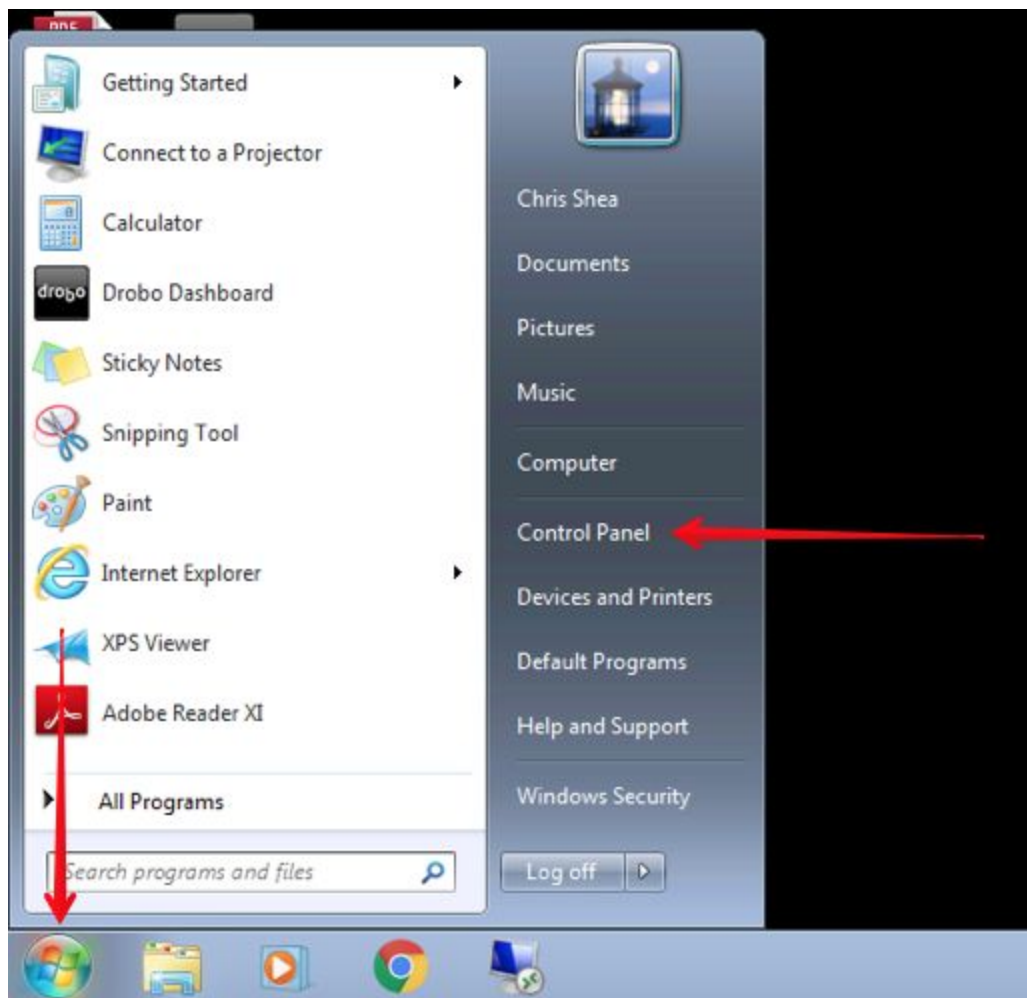 PDF
Getting Started
Connect to a Projector
Calculator
drobo
Drobo Dashboard
Sticky Notes
Snipping Tool
Paint
Internet Explorer
XPS Viewer
Adobe Reader XI
All Programs
Search programs and files
Chris Shea
Documents
Pictures
Music
Computer
Control Panel
Devices and Printers
Default Programs
Help and Support
Windows Security
Log off